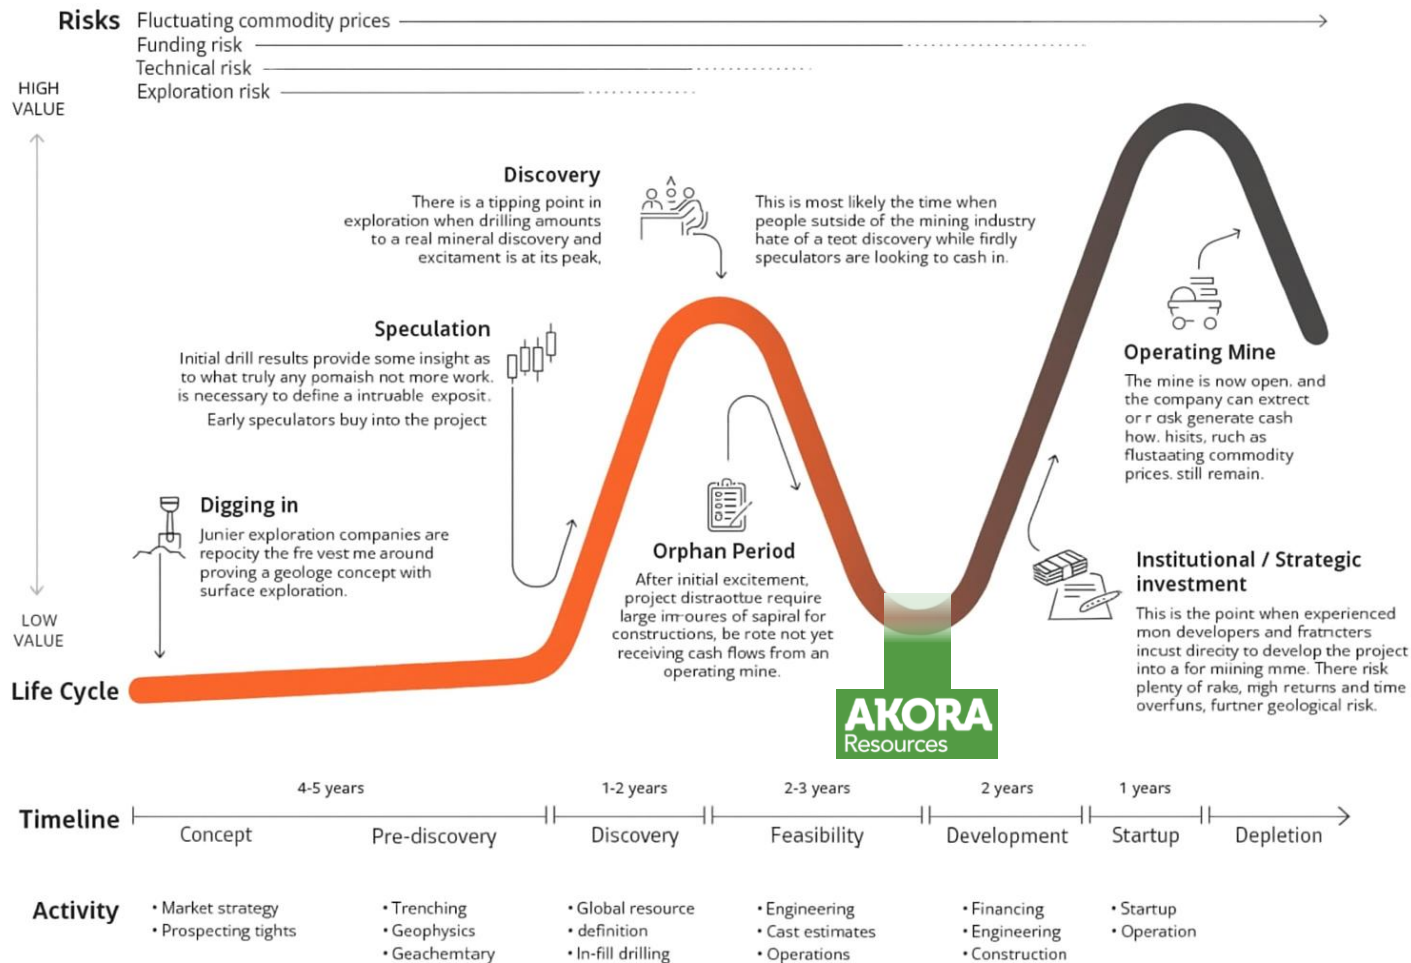 Risks
Fluctuating commodity prices
Funding risk
Technical risk
Exploration risk
HIGH
VALUE
Discovery
There is a tipping point in
exploration when drilling amounts
to a real mineral discovery and
excitament is at its peak,
This is most likely the time when
people sutside of the mining industry
hate of a teot discovery while firdly
speculators are looking to cash in.
Speculation
Initial drill results provide some insight as
to what truly any pomaish not more work.
is necessary to define a intruable exposit.
Early speculators buy into the project
Operating Mine
The mine is now open. and
the company can extrect
or r ask generate cash
how. hisits, ruch as
flustaating commodity
prices. still remain.
Digging in
Junier exploration companies are
repocity the fre vest me around
proving a geologe concept with
surface exploration.
Orphan Period
After initial excitement,
project distraottue require
large im-oures of sapiral for
constructions, be rote not yet
receiving cash flows from an
operating mine.
Institutional / Strategic
investment
This is the point when experienced
mon developers and fratncters
incust direcity to develop the project
into a for miining mme. There risk
plenty of raks, migh returns and time
overfuns, furtner geological risk.
LOW
VALUE
Life Cycle
AKORA
Resources
Timeline
4-5 years
1-2 years
2-3 years
2 years
1 years
Concept
Pre-discovery
Discovery
Feasibility
Development
Startup
Depletion
Activity
• Market strategy
• Prospecting tights
• Trenching
• Geophysics
• Geachemtary
• Global resource
• definition
• In-fill drilling
• Engineering
• Cast estimates
• Operations
• Financing
• Engineering
• Construction
• Startup
• Operation